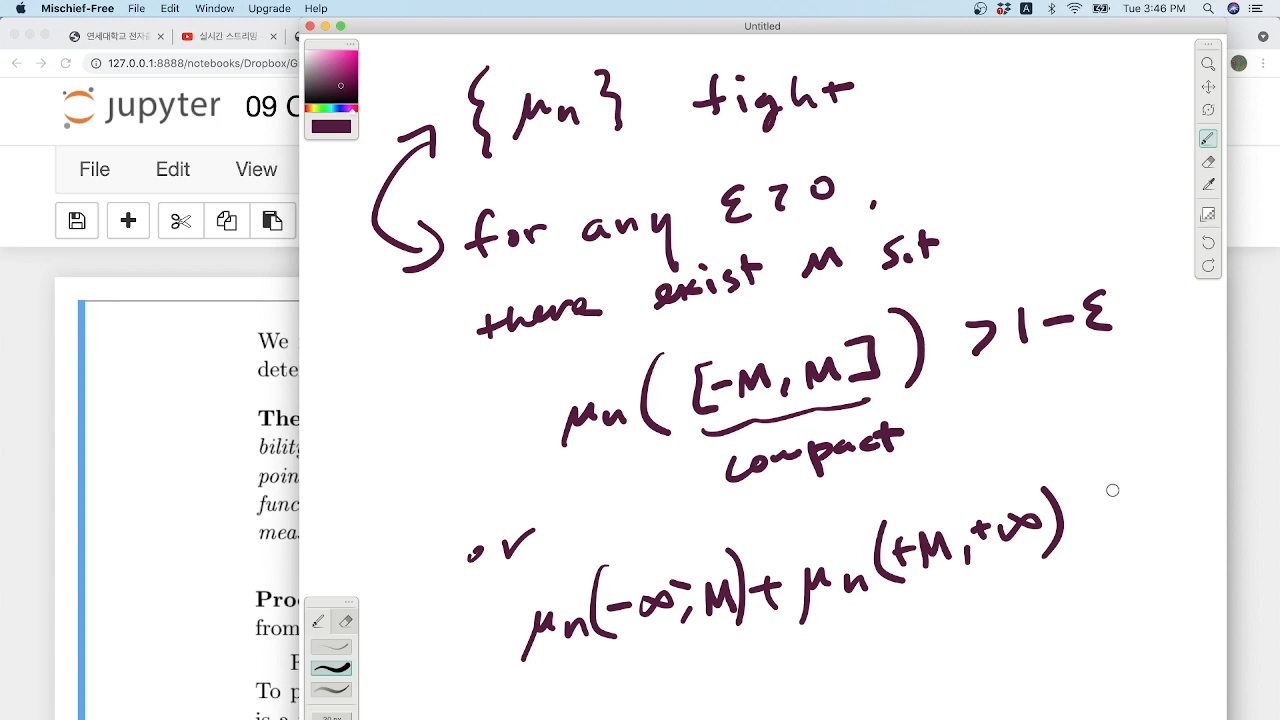 Mischief-Free File Edit Window Upgrade Help A Tue 3:46 PM
Untitled
연세대학교 전자공
실시간 스트리밍
127.0.0.1:8888/notebooks/Dropbox/G
jupyter 09 C
File Edit View
{μn} tight
for any ε > 0 .
there exist M s.t
μn ( [-M, M] ) > 1 - ε
compact
or
μn(-∞, -M) + μn(+M, +∞)
We
dete
The
bility
poin
func
mea
Pro
from
F
To p
is a
20 px